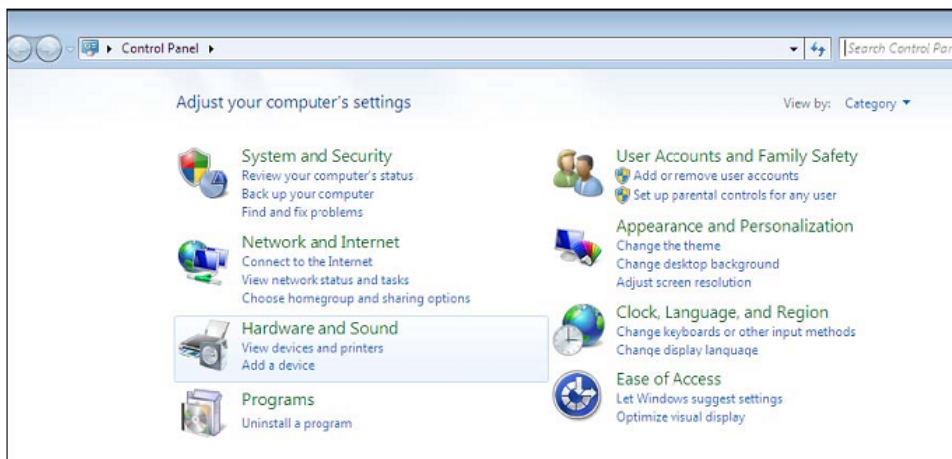 Control Panel
Search Control Par
Adjust your computer's settings
View by: Category
System and Security
Review your computer's status
Back up your computer
Find and fix problems
Network and Internet
Connect to the Internet
View network status and tasks
Choose homegroup and sharing options
Hardware and Sound
View devices and printers
Add a device
Programs
Uninstall a program
User Accounts and Family Safety
Add or remove user accounts
Set up parental controls for any user
Appearance and Personalization
Change the theme
Change desktop background
Adjust screen resolution
Clock, Language, and Region
Change keyboards or other input methods
Change display language
Ease of Access
Let Windows suggest settings
Optimize visual display